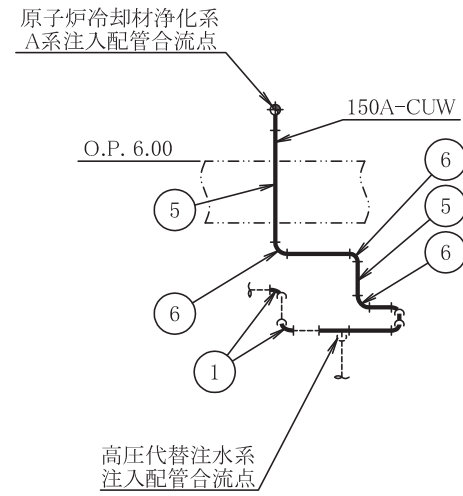 原子炉冷却材浄化系
A系注入配管合流点
150A-CUW
O.P. 6.00
6
5
5
6
6
1
高圧代替注水系
注入配管合流点